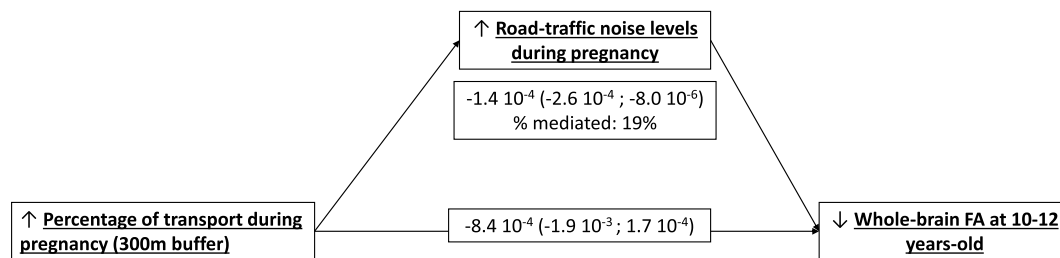 ↑ Road-traffic noise levels
during pregnancy
-1.4 10⁻⁴ (-2.6 10⁻⁴ ; -8.0 10⁻⁶)
% mediated: 19%
↑ Percentage of transport during
pregnancy (300m buffer)
-8.4 10⁻⁴ (-1.9 10⁻³ ; 1.7 10⁻⁴)
↓ Whole-brain FA at 10-12
years-old